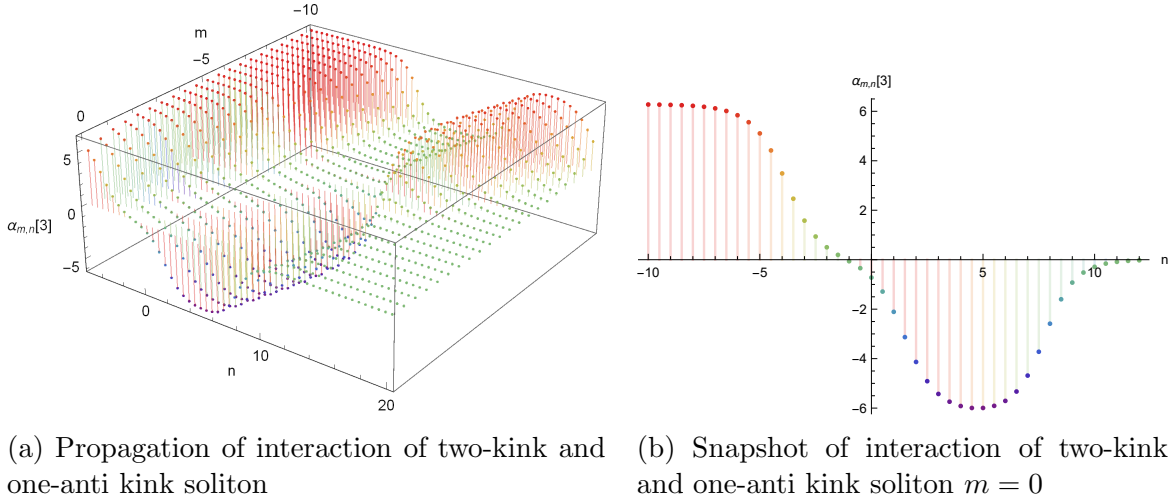 −10
m
−5
0
5
0
α_{m,n}[3]
−5
0
10
n
20
α_{m,n}[3]
6
4
2
−10
−5
5
10
n
−2
−4
−6
(a) Propagation of interaction of two-kink and
one-anti kink soliton
(b) Snapshot of interaction of two-kink
and one-anti kink soliton m = 0